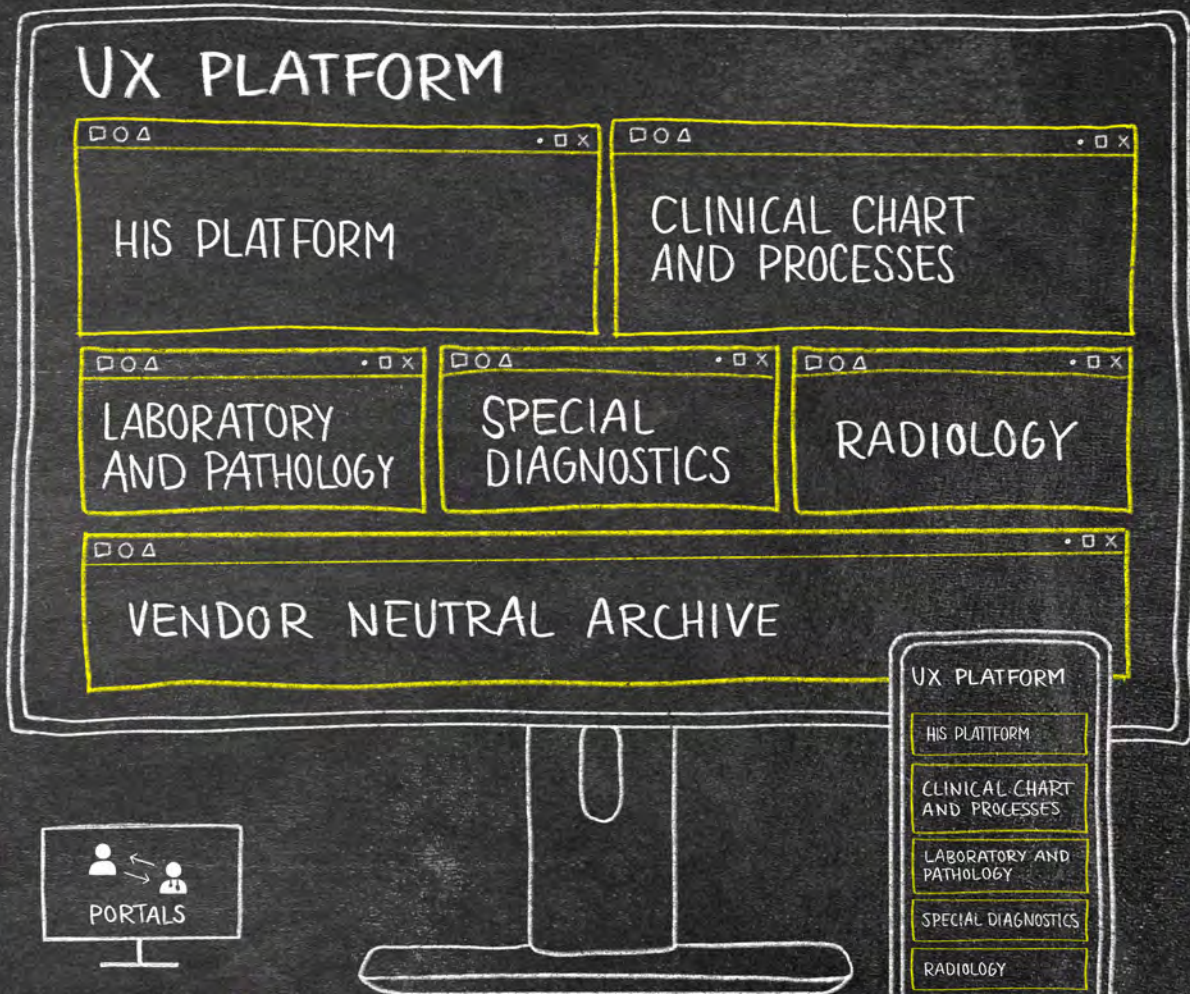 UX PLATFORM
HIS PLATFORM
CLINICAL CHART
AND PROCESSES
LABORATORY
AND PATHOLOGY
SPECIAL
DIAGNOSTICS
RADIOLOGY
VENDOR NEUTRAL ARCHIVE
UX PLATFORM
HIS PLATTFORM
CLINICAL CHART
AND PROCESSES
LABORATORY AND
PATHOLOGY
SPECIAL DIAGNOSTICS
RADIOLOGY
PORTALS